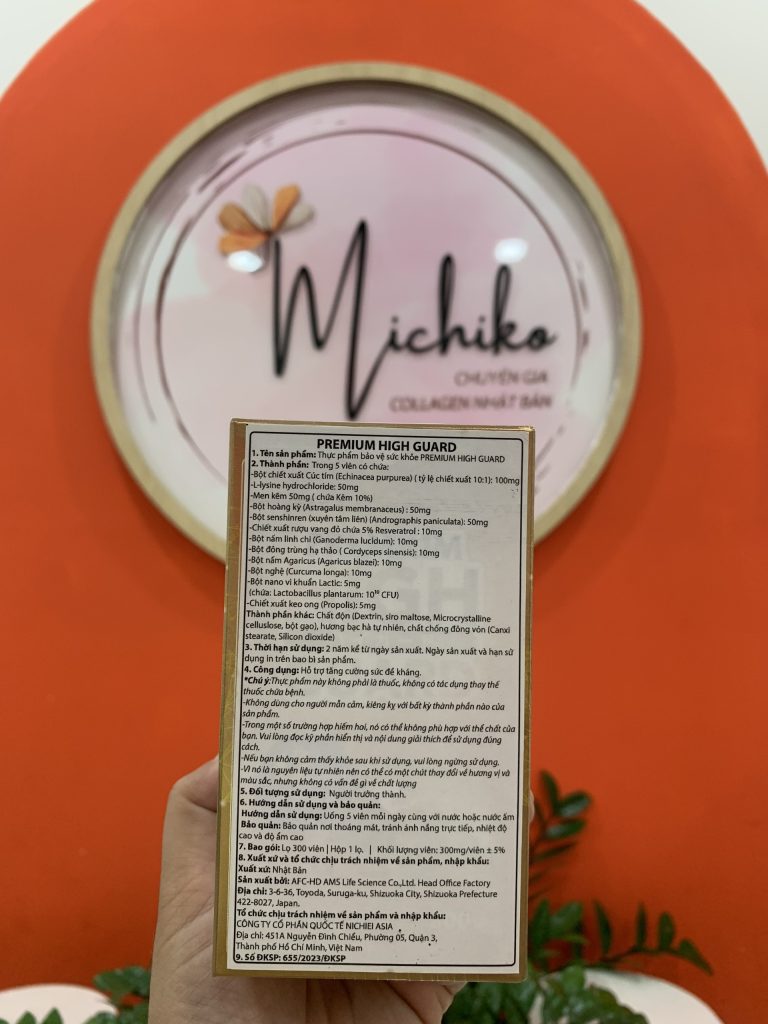 Michiko
CHUYÊN GIA
COLLAGEN NHẬT BẢN
PREMIUM HIGH GUARD
1. Tên sản phẩm: Thực phẩm bảo vệ sức khỏe PREMIUM HIGH GUARD
2. Thành phần: Trong 5 viên có chứa:
-Bột chiết xuất Cúc tím (Echinacea purpurea) ( tỷ lệ chiết xuất 10:1): 100mg
-L-lysine hydrochloride: 50mg
-Men kẽm 50mg ( chứa Kẽm 10%)
-Bột hoàng kỳ (Astragalus membranaceus) : 50mg
-Bột senshinren (xuyên tâm liên) (Andrographis paniculata): 50mg
-Chiết xuất rượu vang đỏ chứa 5% Resveratrol : 10mg
-Bột nấm linh chi (Ganoderma lucidum): 10mg
-Bột đông trùng hạ thảo ( Cordyceps sinensis): 10mg
-Bột nấm Agaricus (Agaricus blazei): 10mg
-Bột nghệ (Curcuma longa): 10mg
-Bột nano vi khuẩn Lactic: 5mg
(chứa: Lactobacillus plantarum: 10¹⁰ CFU)
-Chiết xuất keo ong (Propolis): 5mg
Thành phần khác: Chất độn (Dextrin, siro maltose, Microcrystalline
celluslose, bột gạo), hương bạc hà tự nhiên, chất chống đông vón (Canxi
stearate, Silicon dioxide)
3. Thời hạn sử dụng: 2 năm kể từ ngày sản xuất. Ngày sản xuất và hạn sử
dụng in trên bao bì sản phẩm.
4. Công dụng: Hỗ trợ tăng cường sức đề kháng.
*Chú ý:Thực phẩm này không phải là thuốc, không có tác dụng thay thế
thuốc chữa bệnh.
-Không dùng cho người mẫn cảm, kiêng kỵ với bất kỳ thành phần nào của
sản phẩm.
-Trong một số trường hợp hiếm hoi, nó có thể không phù hợp với thể chất của
bạn. Vui lòng đọc kỹ phần hiển thị và nội dung giải thích để sử dụng đúng
cách.
-Nếu bạn không cảm thấy khỏe sau khi sử dụng, vui lòng ngừng sử dụng.
-Vì nó là nguyên liệu tự nhiên nên có thể có một chút thay đổi về hương vị và
màu sắc, nhưng không có vấn đề gì về chất lượng
5. Đối tượng sử dụng: Người trưởng thành.
6. Hướng dẫn sử dụng và bảo quản:
Hướng dẫn sử dụng: Uống 5 viên mỗi ngày cùng với nước hoặc nước ấm
Bảo quản: Bảo quản nơi thoáng mát, tránh ánh nắng trực tiếp, nhiệt độ
cao và độ ẩm cao
7. Bao gói: Lọ 300 viên | Hộp 1 lọ. | Khối lượng viên: 300mg/viên ± 5%
8. Xuất xứ và tổ chức chịu trách nhiệm về sản phẩm, nhập khẩu:
Xuất xứ: Nhật Bản
Sản xuất bởi: AFC-HD AMS Life Science Co.,Ltd. Head Office Factory
Địa chỉ: 3-6-36, Toyoda, Suruga-ku, Shizuoka City, Shizuoka Prefecture
422-8027, Japan.
Tổ chức chịu trách nhiệm về sản phẩm và nhập khẩu:
CÔNG TY CỔ PHẦN QUỐC TẾ NICHIEI ASIA
Địa chỉ: 451A Nguyễn Đình Chiểu, Phường 05, Quận 3,
Thành phố Hồ Chí Minh, Việt Nam
9. Số ĐKSP: 655/2023/ĐKSP